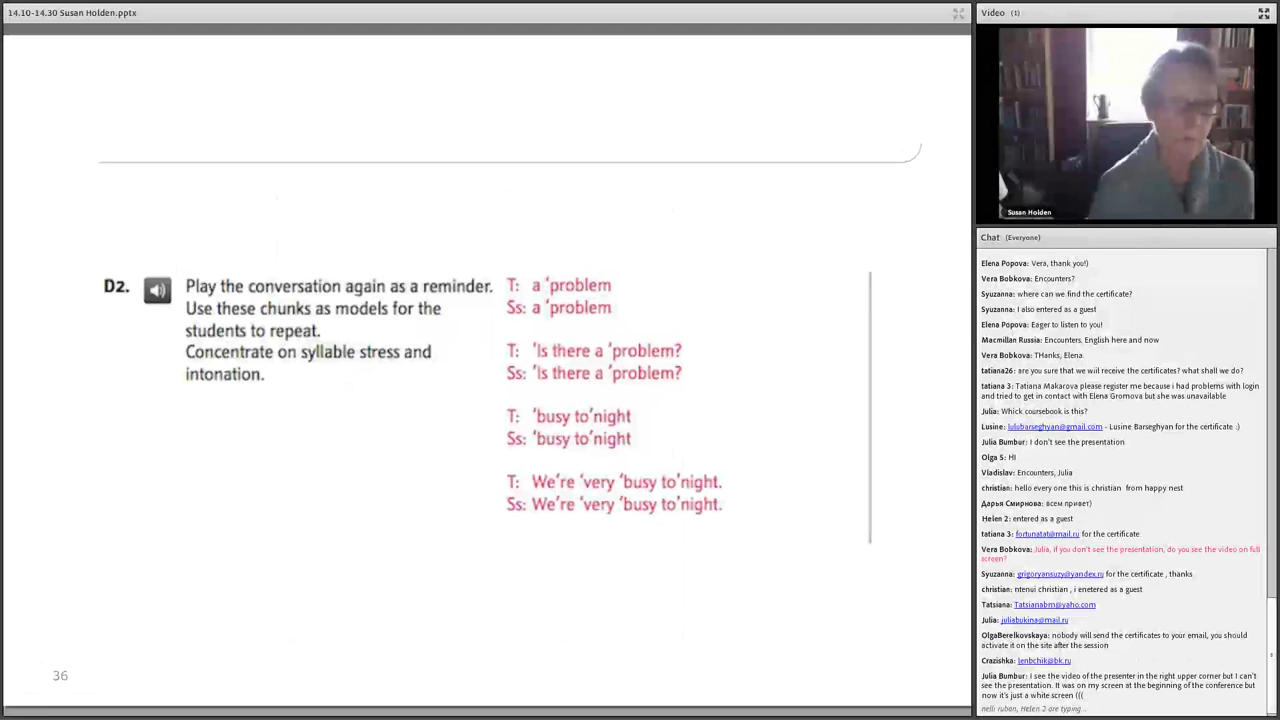 14.10-14.30 Susan Holden.pptx
D2.
Play the conversation again as a reminder.
Use these chunks as models for the
students to repeat.
Concentrate on syllable stress and
intonation.
T: a 'problem
Ss: a 'problem
T: 'Is there a 'problem?
Ss: 'Is there a 'problem?
T: 'busy to'night
Ss: 'busy to'night
T: We're 'very 'busy to'night.
Ss: We're 'very 'busy to'night.
36
Video (1)
Susan Holden
Chat (Everyone)
Elena Popova: Vera, thank you!)
Vera Bobkova: Encounters?
Syuzanna: where can we find the certificate?
Syuzanna: I also entered as a guest
Elena Popova: Eager to listen to you!
Macmillan Russia: Encounters, English here and now
Vera Bobkova: THanks, Elena.
tatiana26: are you sure that we wiil receive the certificates? what shall we do?
tatiana 3: Tatiana Makarova please register me because i had problems with login
and tried to get in contact with Elena Gromova but she was unavailable
Julia: Whick coursebook is this?
Lusine: lulubarseghyan@gmail.com - Lusine Barseghyan for the certificate :)
Julia Bumbur: I don't see the presentation
Olga S: HI
Vladislav: Encounters, Julia
christian: hello every one this is christian from happy nest
Дарья Смирнова: всем привет)
Helen 2: entered as a guest
tatiana 3: fortunatat@mail.ru for the certificate
Vera Bobkova: Julia, if you don't see the presentation, do you see the video on full
screen?
Syuzanna: grigoryansuzy@yandex.ru for the certificate , thanks
christian: ntenui christian , i enetered as a guest
Tatsiana: Tatsianabm@yaho.com
Julia: juliabukina@mail.ru
OlgaBerelkovskaya: nobody will send the certificates to your email, you should
activate it on the site after the session
Crazishka: lenbchik@bk.ru
Julia Bumbur: I see the video of the presenter in the right upper corner but I can't
see the presentation. It was on my screen at the beginning of the conference but
now it's just a white screen (((
nelli ruban, Helen 2 are typing...